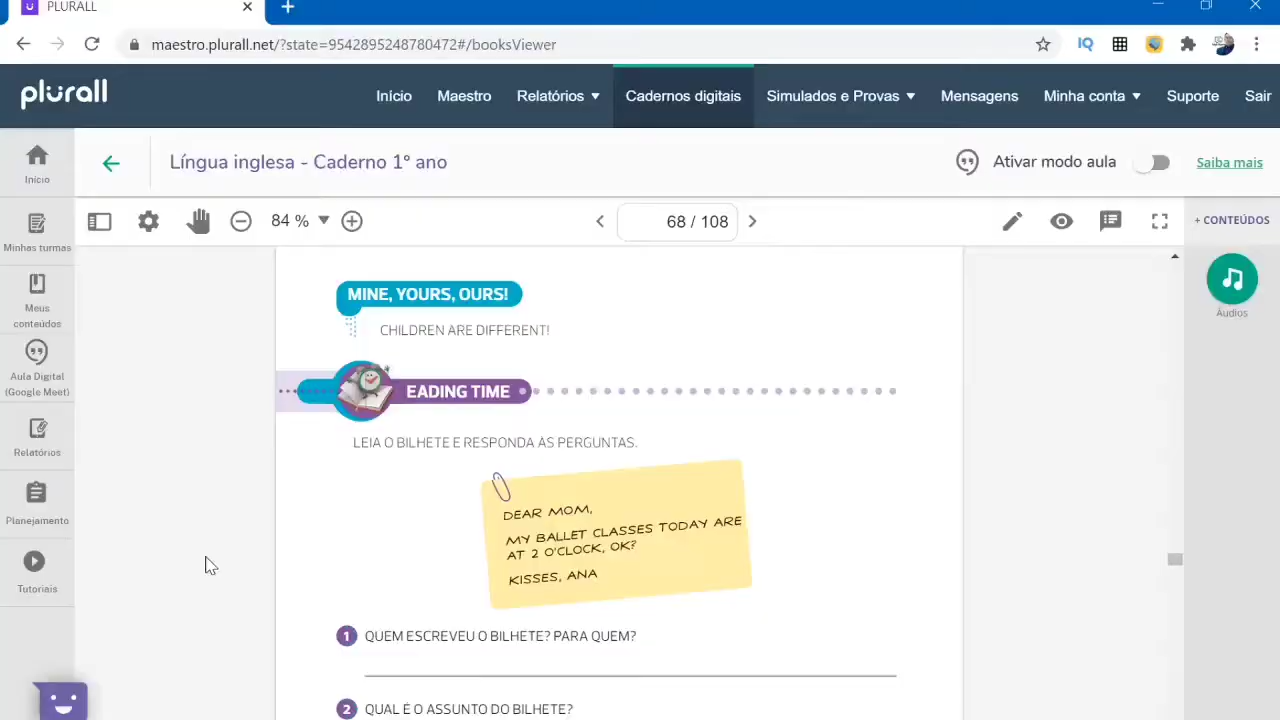 PLURALL
maestro.plurall.net/?state=9542895248780472#/booksViewer
IQ
plurall
Início
Maestro
Relatórios
Cadernos digitais
Simulados e Provas
Mensagens
Minha conta
Suporte
Sair
Início
Língua inglesa - Caderno 1º ano
Ativar modo aula
Saiba mais
Minhas turmas
84 %
68 / 108
+ CONTEÚDOS
Meus
conteúdos
Áudios
Aula Digital
(Google Meet)
Relatórios
Planejamento
Tutoriais
MINE, YOURS, OURS!
CHILDREN ARE DIFFERENT!
EADING TIME
LEIA O BILHETE E RESPONDA ÀS PERGUNTAS.
DEAR MOM,
MY BALLET CLASSES TODAY ARE
AT 2 O'CLOCK, OK?
KISSES, ANA
1 QUEM ESCREVEU O BILHETE? PARA QUEM?
2 QUAL É O ASSUNTO DO BILHETE?